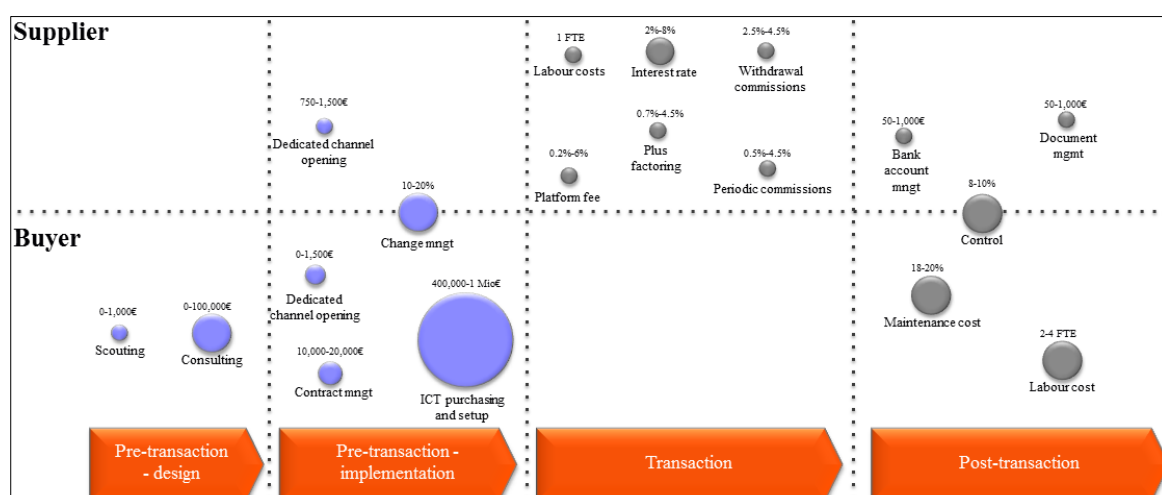 Supplier
1 FTE
Labour costs
2%-8%
Interest rate
2.5%-4.5%
Withdrawal
commissions
750-1,500€
Dedicated channel
opening
0.7%-4.5%
Plus
factoring
0.2%-6%
Platform fee
0.5%-4.5%
Periodic commissions
50-1,000€
Bank
account
mngt
50-1,000€
Document
mgmt
10-20%
Change mngt
8-10%
Control
Buyer
0-1,000€
Scouting
0-100,000€
Consulting
0-1,500€
Dedicated
channel opening
10,000-20,000€
Contract mngt
400,000-1 Mio€
ICT purchasing
and setup
18-20%
Maintenance cost
2-4 FTE
Labour cost
Pre-transaction
- design
Pre-transaction -
implementation
Transaction
Post-transaction